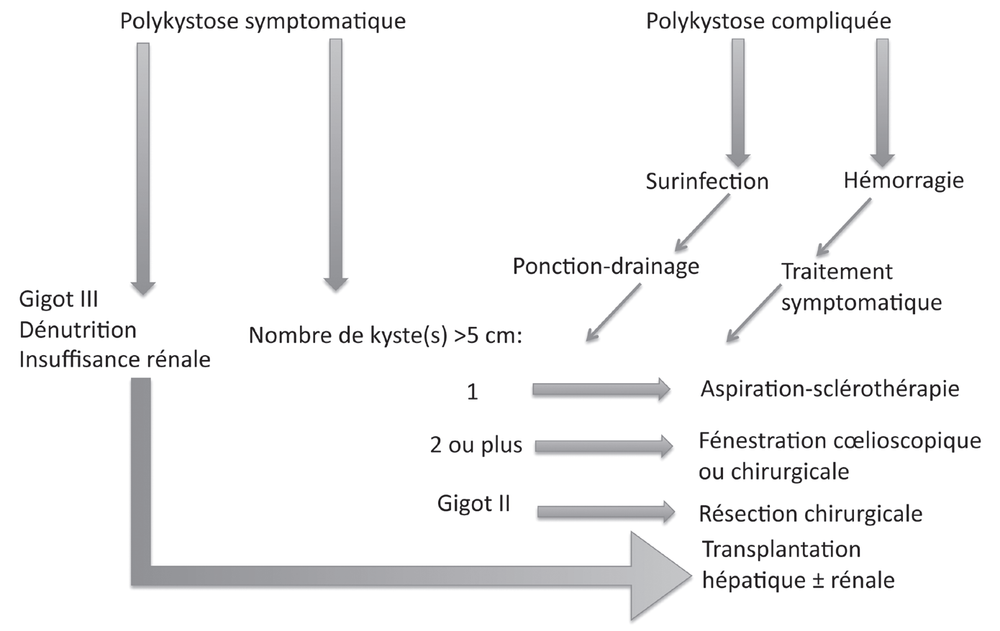 Polykystose symptomatique
Polykystose compliquée
Surinfection
Hémorragie
Ponction-drainage
Traitement
symptomatique
Gigot III
Dénutrition
Insuffisance rénale
Nombre de kyste(s) >5 cm:
1
Aspiration-sclérothérapie
2 ou plus
Fénestration cœlioscopique
ou chirurgicale
Gigot II
Résection chirurgicale
Transplantation
hépatique ± rénale